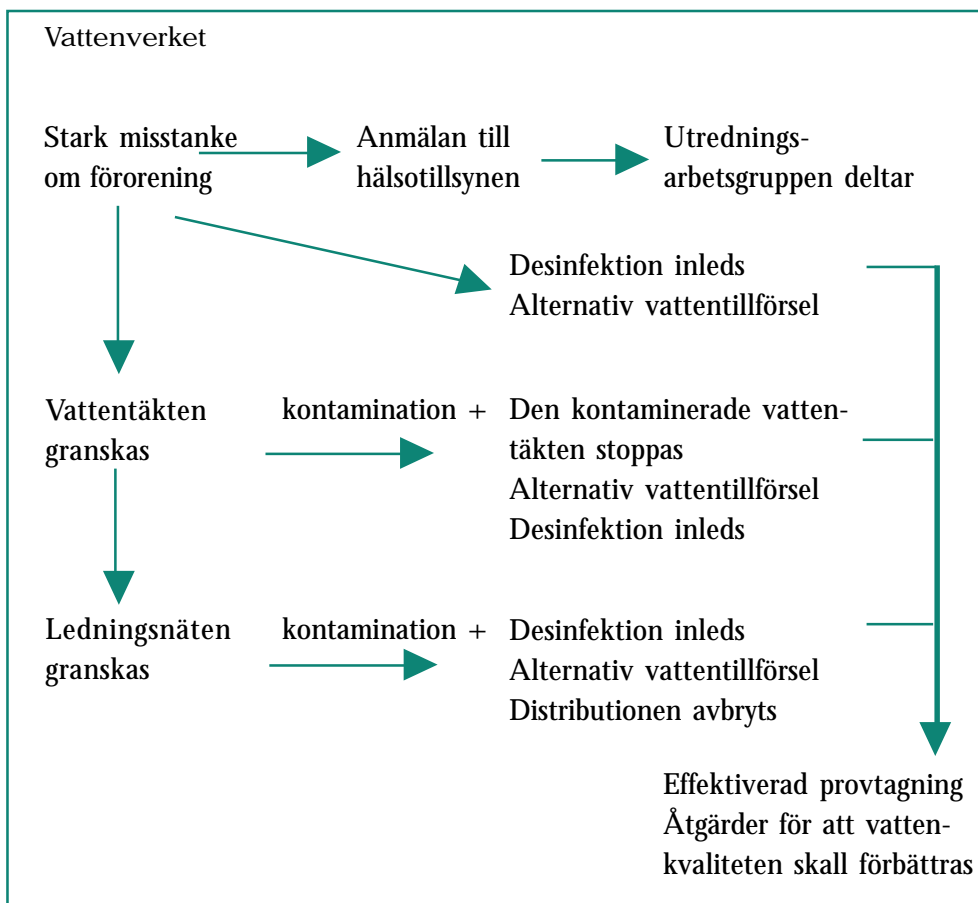 Vattenverket
Stark misstanke
om förorening
Anmälan till
hälsotillsynen
Utrednings-
arbetsgruppen deltar
Desinfektion inleds
Alternativ vattentillförsel
Vattentäkten
granskas
kontamination +
Den kontaminerade vatten-
täkten stoppas
Alternativ vattentillförsel
Desinfektion inleds
Ledningsnäten
granskas
kontamination +
Desinfektion inleds
Alternativ vattentillförsel
Distributionen avbryts
Effektiverad provtagning
Åtgärder för att vatten-
kvaliteten skall förbättras